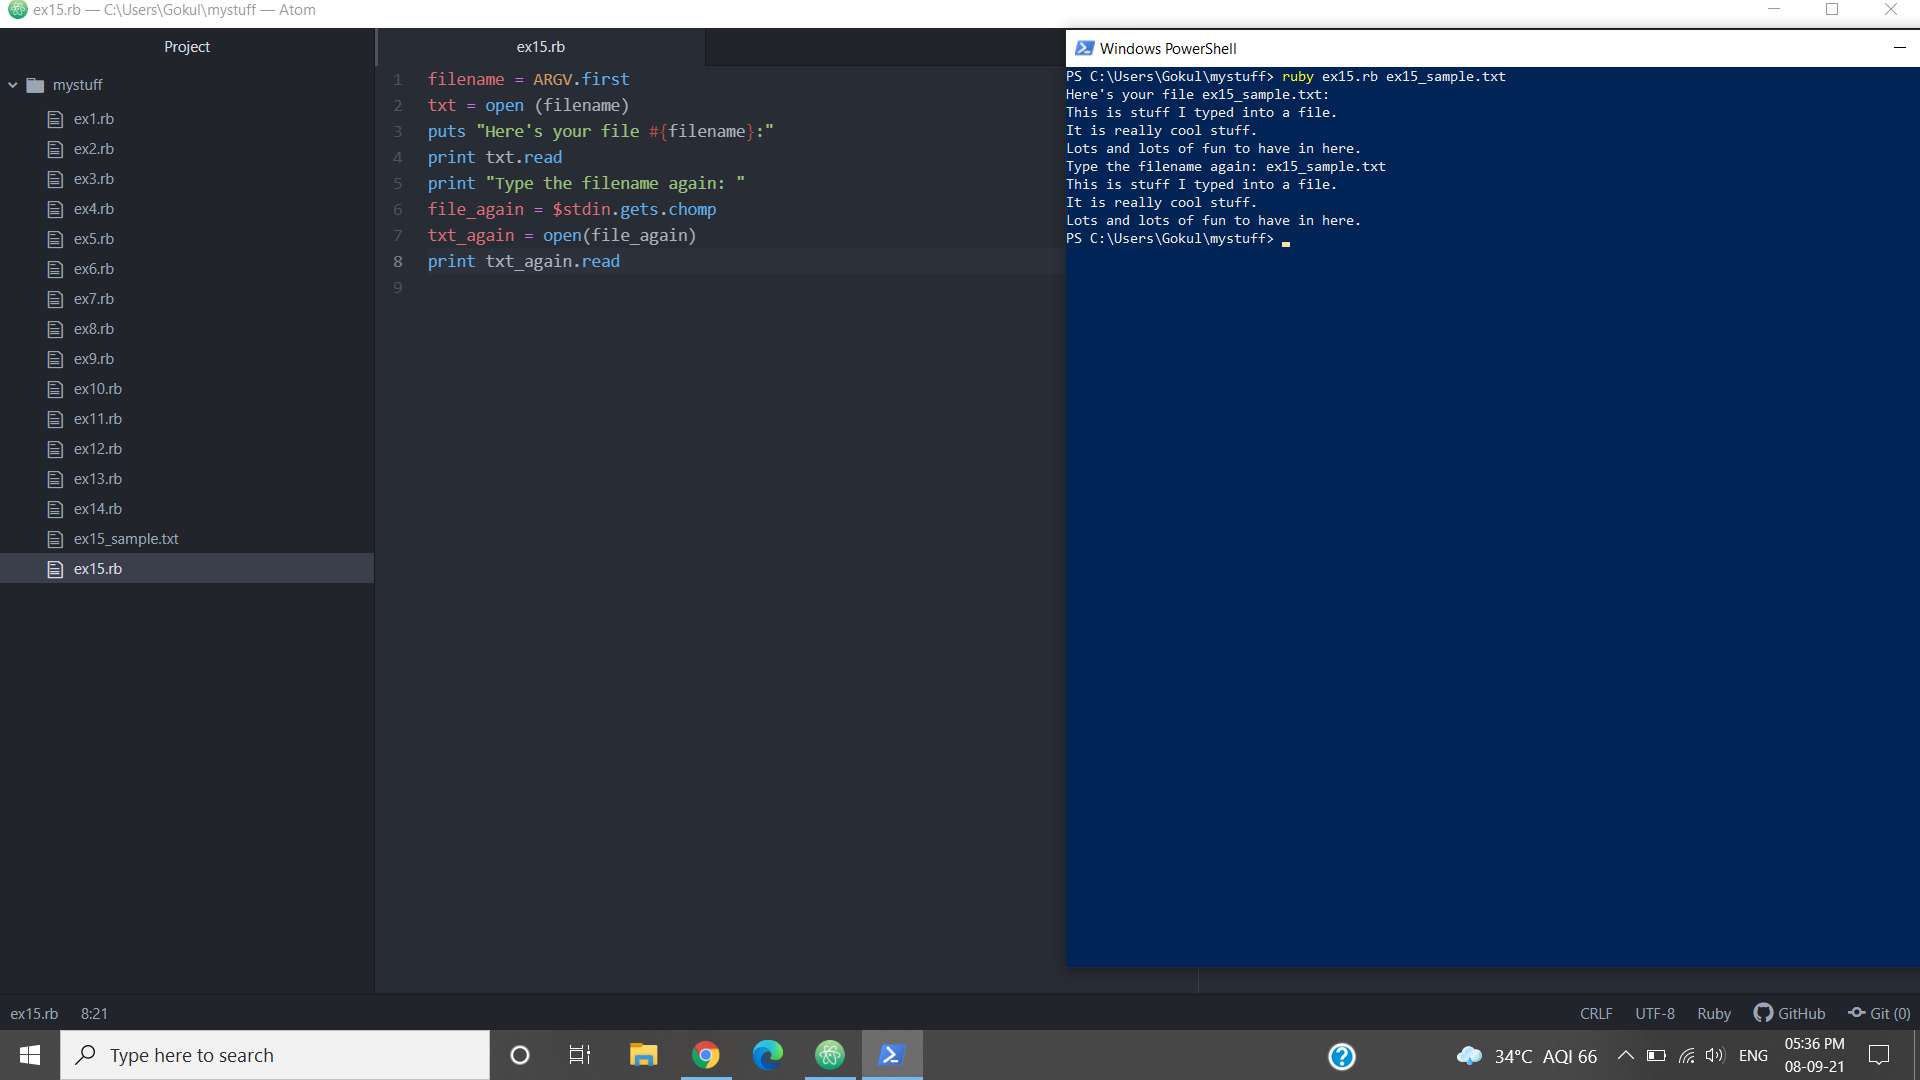 ex15.rb — C:\Users\Gokul\mystuff — Atom
Project
mystuff
ex1.rb
ex2.rb
ex3.rb
ex4.rb
ex5.rb
ex6.rb
ex7.rb
ex8.rb
ex9.rb
ex10.rb
ex11.rb
ex12.rb
ex13.rb
ex14.rb
ex15_sample.txt
ex15.rb
ex15.rb
1 filename = ARGV.first
2 txt = open (filename)
3 puts "Here's your file #{filename}:"
4 print txt.read
5 print "Type the filename again: "
6 file_again = $stdin.gets.chomp
7 txt_again = open(file_again)
8 print txt_again.read
9
Windows PowerShell
PS C:\Users\Gokul\mystuff> ruby ex15.rb ex15_sample.txt
Here's your file ex15_sample.txt:
This is stuff I typed into a file.
It is really cool stuff.
Lots and lots of fun to have in here.
Type the filename again: ex15_sample.txt
This is stuff I typed into a file.
It is really cool stuff.
Lots and lots of fun to have in here.
PS C:\Users\Gokul\mystuff>
ex15.rb 8:21
CRLF UTF-8 Ruby GitHub Git (0)
Type here to search
34°C AQI 66
ENG
05:36 PM
08-09-21